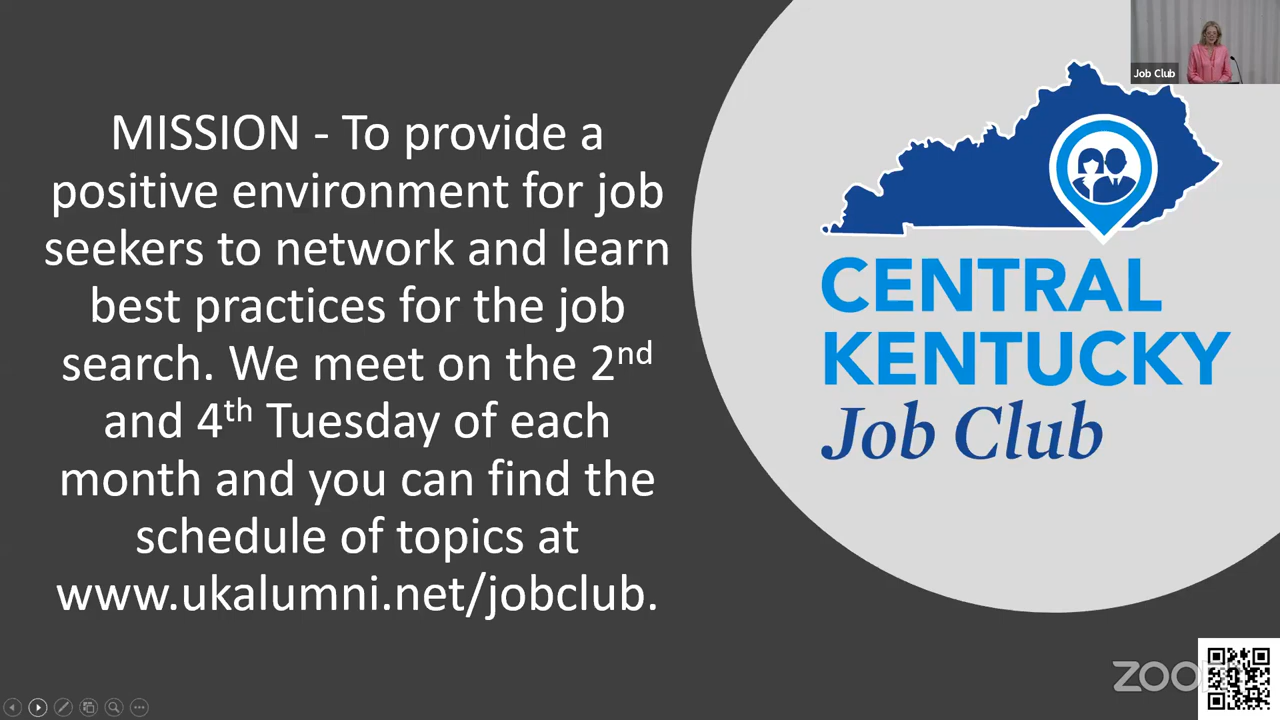 MISSION - To provide a
positive environment for job
seekers to network and learn
best practices for the job
search. We meet on the 2nd
and 4th Tuesday of each
month and you can find the
schedule of topics at
www.ukalumni.net/jobclub.
Job Club
CENTRAL
KENTUCKY
Job Club
zoom